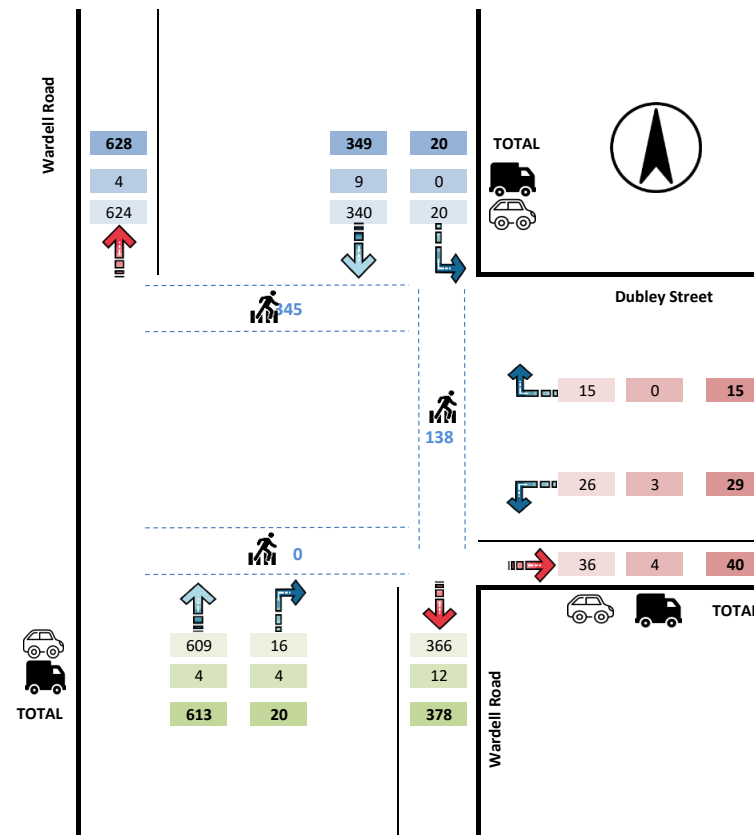 Wardell Road
628 349 20 TOTAL
4 9 0
624 340 20
Dubley Street
345
15 0 15
138
26 3 29
0
36 4 40
609 16 366
4 4 12
TOTAL 613 20 378
TOTAL
Wardell Road